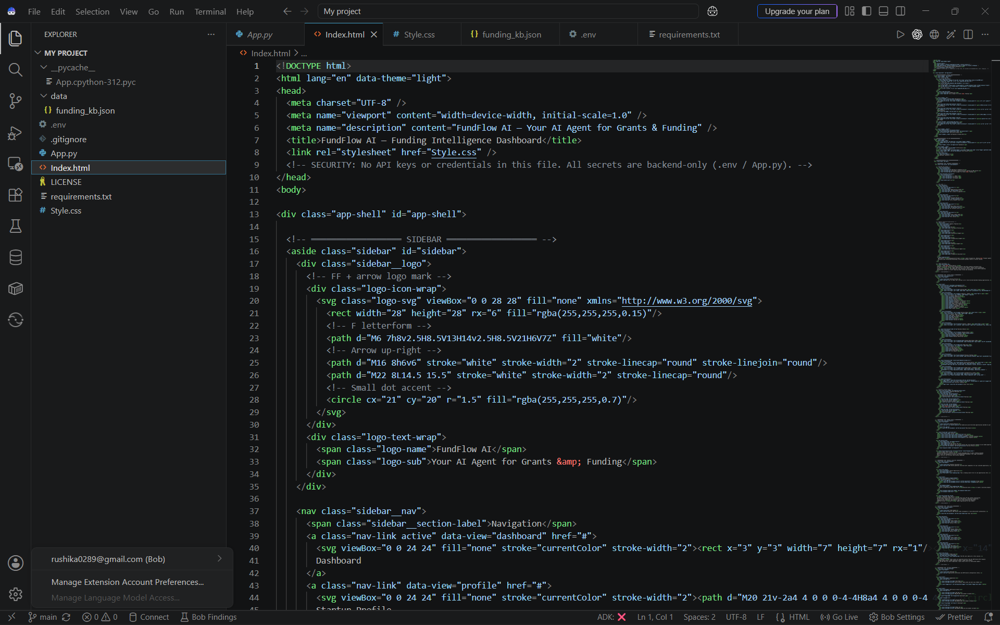 File Edit Selection View Go Run Terminal Help
My project
Upgrade your plan
EXPLORER
MY PROJECT
__pycache__
App.cpython-312.pyc
data
{} funding_kb.json
.env
.gitignore
App.py
<> Index.html
LICENSE
requirements.txt
# Style.css
App.py
<> Index.html
# Style.css
{} funding_kb.json
.env
requirements.txt
<> Index.html > ...
1 <!DOCTYPE html>
2 <html lang="en" data-theme="light">
3 <head>
4 <meta charset="UTF-8" />
5 <meta name="viewport" content="width=device-width, initial-scale=1.0" />
6 <meta name="description" content="FundFlow AI — Your AI Agent for Grants & Funding" />
7 <title>FundFlow AI — Funding Intelligence Dashboard</title>
8 <link rel="stylesheet" href="Style.css" />
9 <!-- SECURITY: No API keys or credentials in this file. All secrets are backend-only (.env / App.py). -->
10 </head>
11 <body>
12
13 <div class="app-shell" id="app-shell">
14
15 <!-- ══════════════════ SIDEBAR ══════════════════ -->
16 <aside class="sidebar" id="sidebar">
17 <div class="sidebar__logo">
18 <!-- FF + arrow logo mark -->
19 <div class="logo-icon-wrap">
20 <svg class="logo-svg" viewBox="0 0 28 28" fill="none" xmlns="http://www.w3.org/2000/svg">
21 <rect width="28" height="28" rx="6" fill="rgba(255,255,255,0.15)"/>
22 <!-- F letterform -->
23 <path d="M6 7h8v2.5H8.5V13H14v2.5H8.5V21H6V7Z" fill="white"/>
24 <!-- Arrow up-right -->
25 <path d="M16 8h6v6" stroke="white" stroke-width="2" stroke-linecap="round" stroke-linejoin="round"/>
26 <path d="M22 8L14.5 15.5" stroke="white" stroke-width="2" stroke-linecap="round"/>
27 <!-- Small dot accent -->
28 <circle cx="21" cy="20" r="1.5" fill="rgba(255,255,255,0.7)"/>
29 </svg>
30 </div>
31 <div class="logo-text-wrap">
32 <span class="logo-name">FundFlow AI</span>
33 <span class="logo-sub">Your AI Agent for Grants &amp; Funding</span>
34 </div>
35 </div>
36
37 <nav class="sidebar__nav">
38 <span class="sidebar__section-label">Navigation</span>
39 <a class="nav-link active" data-view="dashboard" href="#">
40 <svg viewBox="0 0 24 24" fill="none" stroke="currentColor" stroke-width="2"><rect x="3" y="3" width="7" height="7" rx="1"/><rect x="14"
41 Dashboard
42 </a>
43 <a class="nav-link" data-view="profile" href="#">
44 <svg viewBox="0 0 24 24" fill="none" stroke="currentColor" stroke-width="2"><path d="M20 21v-2a4 4 0 0 0-4-4H8a4 4 0 0 0-4
45 Startup Profile
rushika0289@gmail.com (Bob)
Manage Extension Account Preferences...
Manage Language Model Access...
main 0 0 Connect Bob Findings ADK: ❌ Ln 1, Col 1 Spaces: 2 UTF-8 LF {} HTML Go Live Bob Settings Prettier